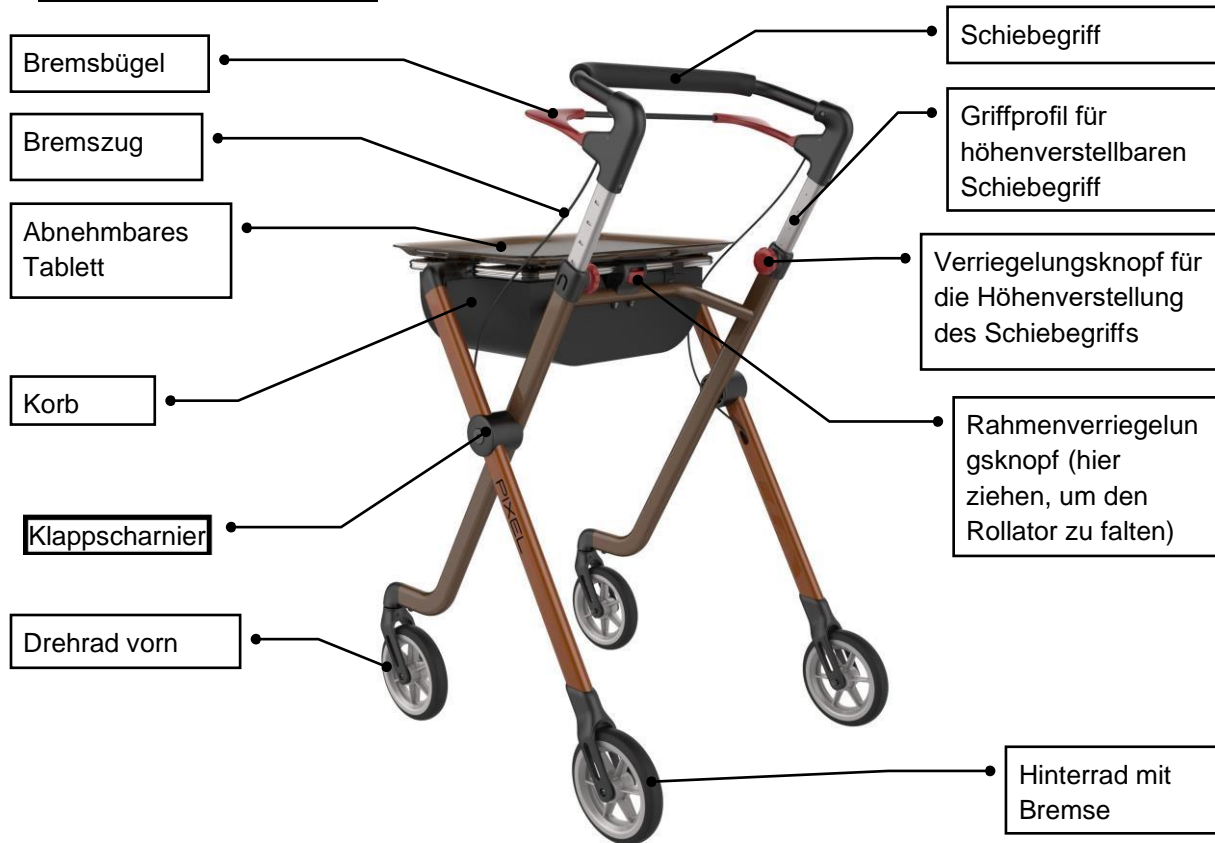 Bremsbügel
Bremszug
Abnehmbares
Tablett
Korb
Klappscharnier
Drehrad vorn
Schiebegriff
Griffprofil für
höhenverstellbaren
Schiebegriff
Verriegelungsknopf für
die Höhenverstellung
des Schiebegriffs
Rahmenverriegelun
gsknopf (hier
ziehen, um den
Rollator zu falten)
Hinterrad mit
Bremse
PIXEL